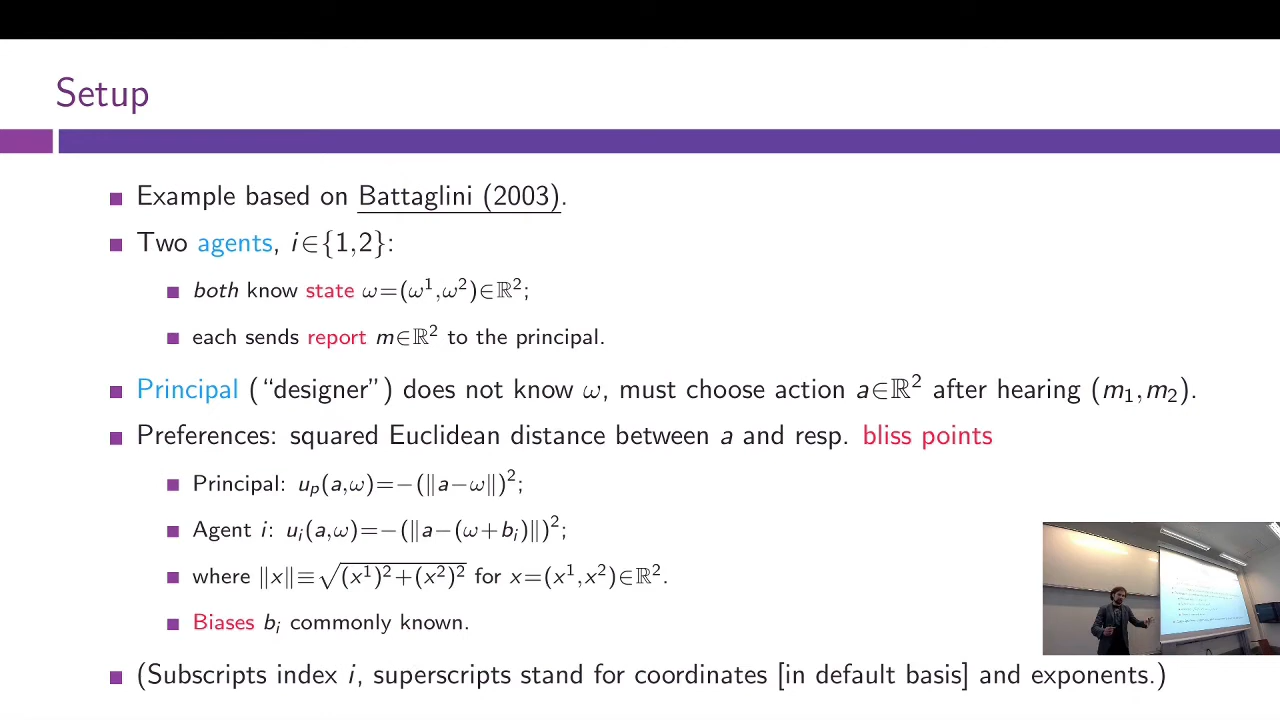 Setup
Example based on Battaglini (2003).
Two agents, i∈{1,2}:
both know state ω=(ω¹,ω²)∈ℝ²;
each sends report m∈ℝ² to the principal.
Principal (“designer”) does not know ω, must choose action a∈ℝ² after hearing (m₁,m₂).
Preferences: squared Euclidean distance between a and resp. bliss points
Principal: uₚ(a,ω)=−(‖a−ω‖)²;
Agent i: uᵢ(a,ω)=−(‖a−(ω+bᵢ)‖)²;
where ‖x‖≡√(x¹)²+(x²)² for x=(x¹,x²)∈ℝ².
Biases bᵢ commonly known.
(Subscripts index i, superscripts stand for coordinates [in default basis] and exponents.)